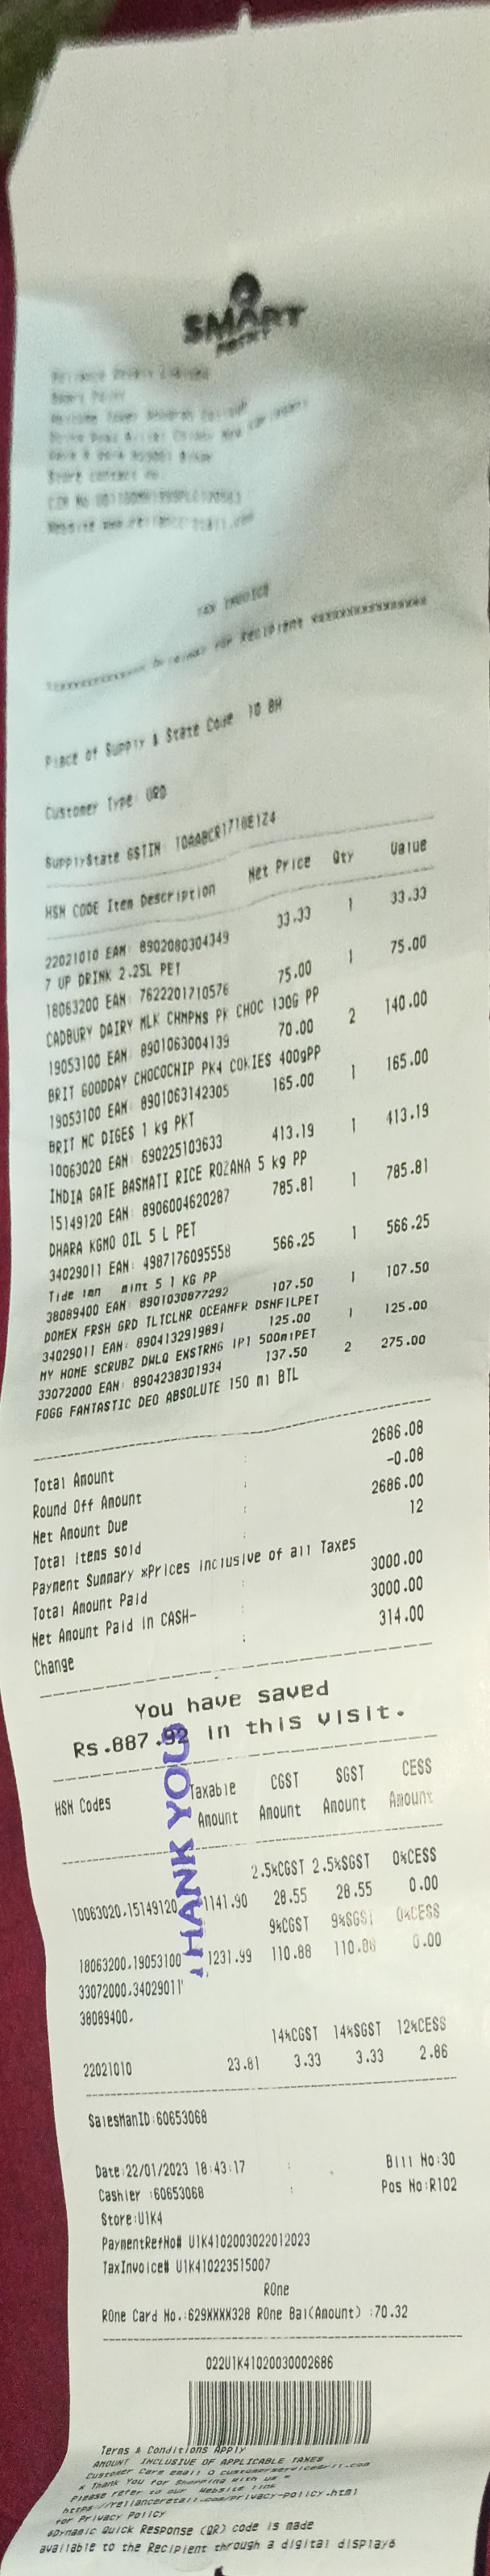 SMART
TAX INVOICE
Original For Recipient xxxxxxxxxxxxxxxx
Place of Supply & State Code 10 BH
Customer Type: URD
SupplyState GSTIN 10AABCR1718E1Z4
HSN CODE Item Description Net Price Qty Value
22021010 EAN: 8902080304349 33.33 1 33.33
7 UP DRINK 2.25L PET
18063200 EAN: 7622201710576 75.00 1 75.00
CADBURY DAIRY MLK CHMPNS PK CHOC 130G PP
19053100 EAN: 8901063004139 70.00 2 140.00
BRIT GOODDAY CHOCOCHIP PK4 COKIES 400gPP
19053100 EAN: 8901063142305 165.00 1 165.00
BRIT NC DIGES 1 kg PKT
10063020 EAN: 690225103633 413.19 1 413.19
INDIA GATE BASMATI RICE ROZANA 5 kg PP
15149120 EAN: 8906004620287 785.81 1 785.81
DHARA KGMO OIL 5 L PET
34029011 EAN: 4987176095558 566.25 1 566.25
Tide mint 5 1 KG PP
38089400 EAN: 8901030877292 107.50 1 107.50
DOMEX FRSH GRD TLTCLNR OCEANFR DSHFILPET
34029011 EAN: 8904132919891 125.00 1 125.00
MY HOME SCRUBZ DWLQ EXSTRNG IP1 500mlPET
33072000 EAN: 8904238301934 137.50 2 275.00
FOGG FANTASTIC DEO ABSOLUTE 150 ml BTL
Total Amount : 2686.08
Round Off Amount : -0.08
Net Amount Due : 2686.00
Total items sold 12
Payment Summary *Prices inclusive of all Taxes
Total Amount Paid : 3000.00
Net Amount Paid in CASH- : 3000.00
Change : 314.00
You have saved
Rs.887.92 in this visit.
THANK YOU
HSN Codes Taxable CGST SGST CESS
Amount Amount Amount Amount
2.5%CGST 2.5%SGST 0%CESS
10063020,15149120 1141.90 28.55 28.55 0.00
9%CGST 9%SGST 0%CESS
18063200,19053100 1231.99 110.88 110.88 0.00
33072000,34029011
38089400,
14%CGST 14%SGST 12%CESS
22021010 23.81 3.33 3.33 2.86
SalesManID:60653068
Date:22/01/2023 18:43:17 : Bill No:30
Cashier :60653068 : Pos No:R102
Store:U1K4
PaymentRefNo# U1K4102003022012023
TaxInvoice# U1K410223515007
ROne
ROne Card No.:629XXXX328 ROne Bal(Amount) :70.32
022U1K41020030002686
Terms & Conditions Apply
AMOUNT INCLUSIVE OF APPLICABLE TAXES
Customer Care email @ customerservice@ril.com
* Thank You for Shopping With us *
Please refer to our Website link
https://relianceretail.com/privacy-policy.html
for Privacy Policy
#Dynamic Quick Response (QR) code is made
available to the Recipient through a digital display#